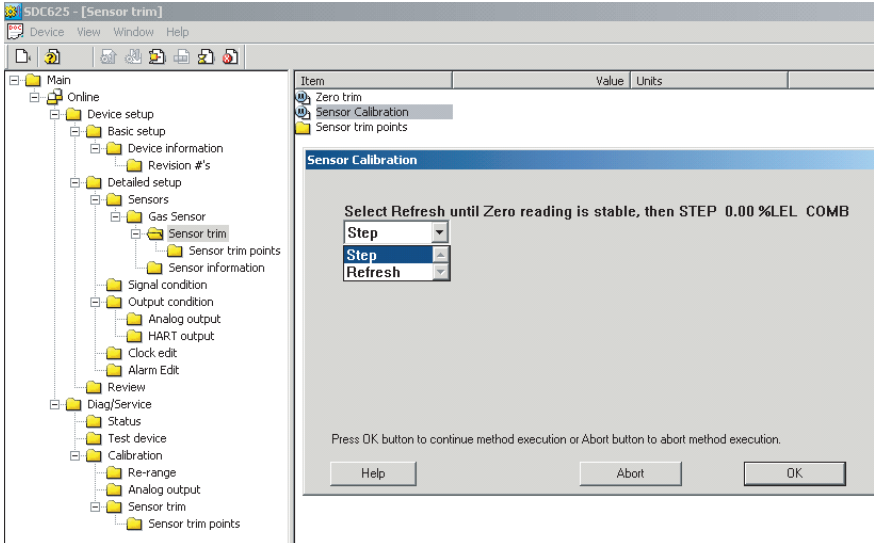 SDC625 - [Sensor trim]
Device View Window Help
Main
Online
Device setup
Basic setup
Device information
Revision #'s
Detailed setup
Sensors
Gas Sensor
Sensor trim
Sensor trim points
Sensor information
Signal condition
Output condition
Analog output
HART output
Clock edit
Alarm Edit
Review
Diag/Service
Status
Test device
Calibration
Re-range
Analog output
Sensor trim
Sensor trim points
Item Value Units
Zero trim
Sensor Calibration
Sensor trim points
Sensor Calibration
Select Refresh until Zero reading is stable, then STEP 0.00 %LEL COMB
Step
Step
Refresh
Press OK button to continue method execution or Abort button to abort method execution.
Help Abort OK